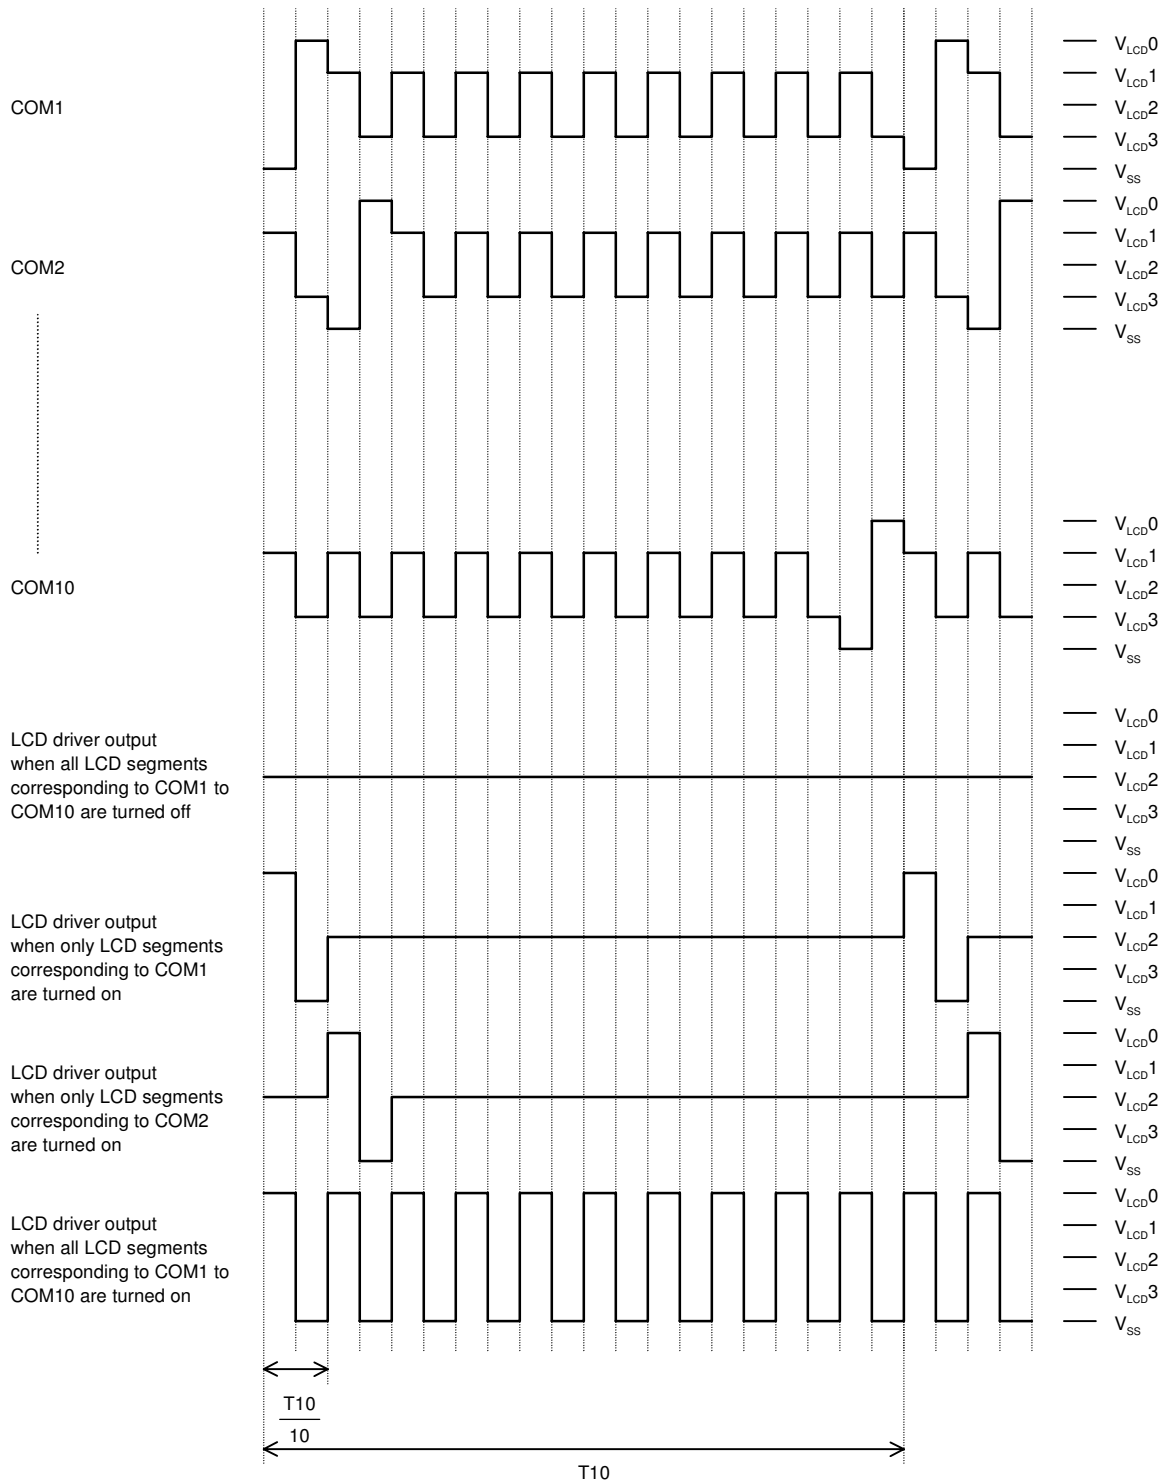 V_LCD0
V_LCD1
COM1
V_LCD2
V_LCD3
V_SS
V_LCD0
V_LCD1
COM2
V_LCD2
V_LCD3
V_SS
V_LCD0
V_LCD1
COM10
V_LCD2
V_LCD3
V_SS
LCD driver output
when all LCD segments
corresponding to COM1 to
COM10 are turned off
V_LCD0
V_LCD1
V_LCD2
V_LCD3
V_SS
LCD driver output
when only LCD segments
corresponding to COM1
are turned on
V_LCD0
V_LCD1
V_LCD2
V_LCD3
V_SS
LCD driver output
when only LCD segments
corresponding to COM2
are turned on
V_LCD0
V_LCD1
V_LCD2
V_LCD3
V_SS
LCD driver output
when all LCD segments
corresponding to COM1 to
COM10 are turned on
V_LCD0
V_LCD1
V_LCD2
V_LCD3
V_SS
T10
10
T10